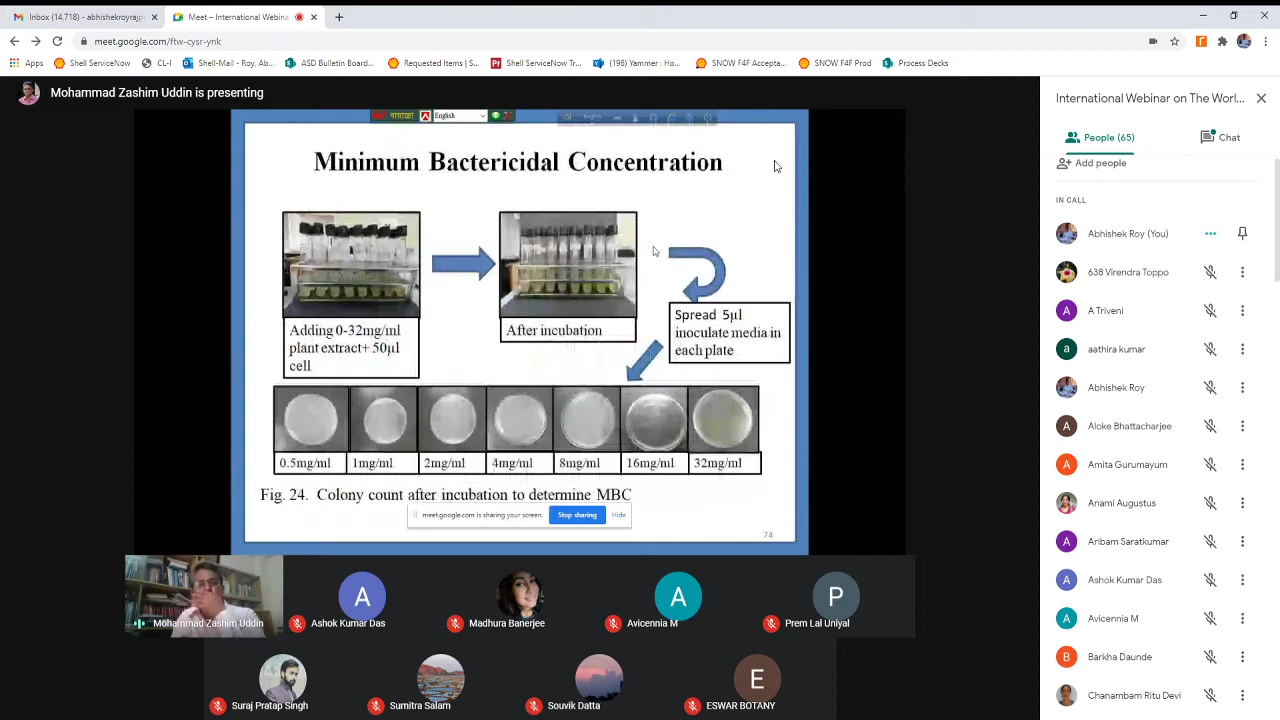 Inbox (14,718) - abhishekroyraj
Meet – International Webina
meet.google.com/ftw-cysr-ynk
Apps
Shell ServiceNow
CL-I
Shell-Mail - Roy, Ab...
ASD Bulletin Board...
Requested Items | S...
Shell ServiceNow Tr...
(196) Yammer : Ho...
SNOW F4F Accepta...
SNOW F4F Prod
Process Decks
Mohammad Zashim Uddin is presenting
English
Minimum Bactericidal Concentration
Adding 0-32mg/ml
plant extract+ 50µl
cell
After incubation
Spread 5µl
inoculate media in
each plate
0.5mg/ml
1mg/ml
2mg/ml
4mg/ml
8mg/ml
16mg/ml
32mg/ml
Fig. 24. Colony count after incubation to determine MBC
meet.google.com is sharing your screen.
Stop sharing
Hide
74
Mohammad Zashim Uddin
A
Ashok Kumar Das
Madhura Banerjee
A
Avicennia M
P
Prem Lal Uniyal
Suraj Pratap Singh
Sumitra Salam
Souvik Datta
E
ESWAR BOTANY
International Webinar on The Worl...
People (65)
Chat
Add people
IN CALL
Abhishek Roy (You)
638 Virendra Toppo
A
A Triveni
a
aathira kumar
Abhishek Roy
A
Aloke Bhattacharjee
A
Amita Gurumayum
Anami Augustus
A
Aribam Saratkumar
A
Ashok Kumar Das
A
Avicennia M
B
Barkha Daunde
Chanambam Ritu Devi